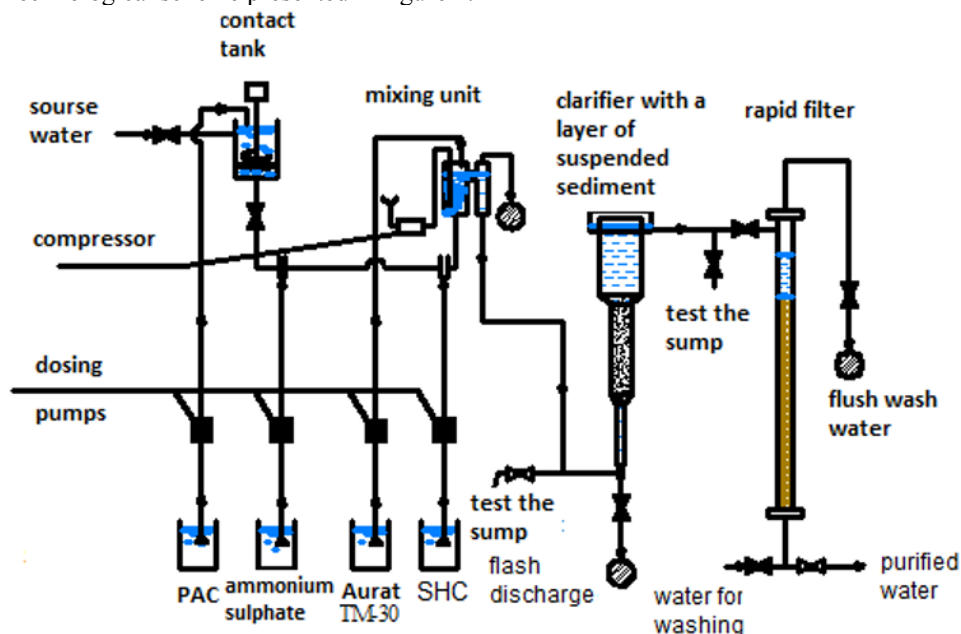 contact
tank
sourse
water
mixing unit
clarifier with a
layer of
suspended
sediment
rapid filter
compressor
test the
sump
flush wash
water
dosing
pumps
test the
sump
flash
discharge
PAC
ammonium
sulphate
Aurat
TM-30
SHC
water for
washing
purified
water